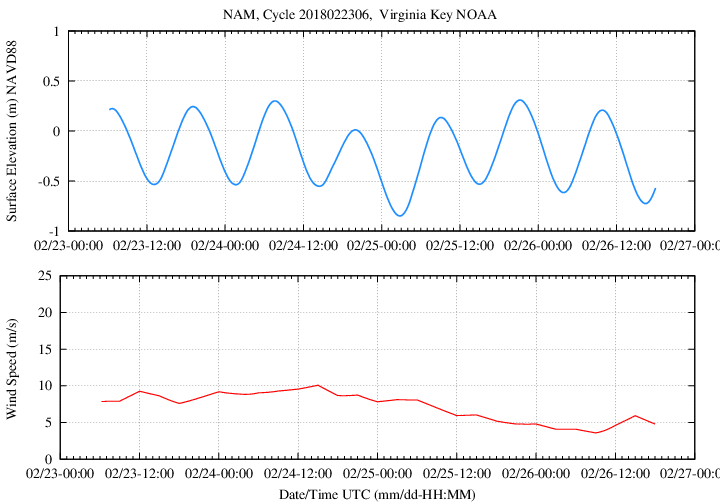 NAM, Cycle 2018022306,  Virginia Key NOAA
Surface Elevation (m) NAVD88
1
0.5
0
-0.5
-1
02/23-00:00 02/23-12:00 02/24-00:00 02/24-12:00 02/25-00:00 02/25-12:00 02/26-00:00 02/26-12:00 02/27-0
Wind Speed (m/s)
25
20
15
10
5
0
02/23-00:00 02/23-12:00 02/24-00:00 02/24-12:00 02/25-00:00 02/25-12:00 02/26-00:00 02/26-12:00 02/27-0
Date/Time UTC (mm/dd-HH:MM)